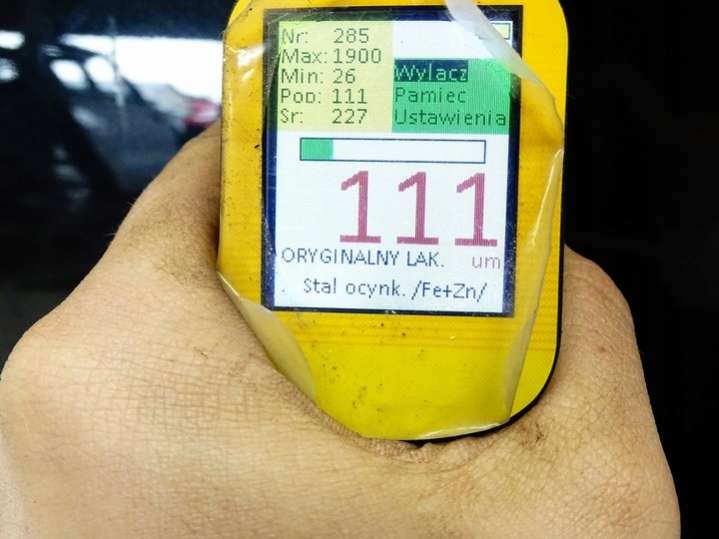 Nr: 285
Max: 1900
Min: 26
Pop: 111
Sr: 227
Wylacz
Pamiec
Ustawienia
111
ORYGINALNY LAK. um
. Stal ocynk. /Fe+Zn/